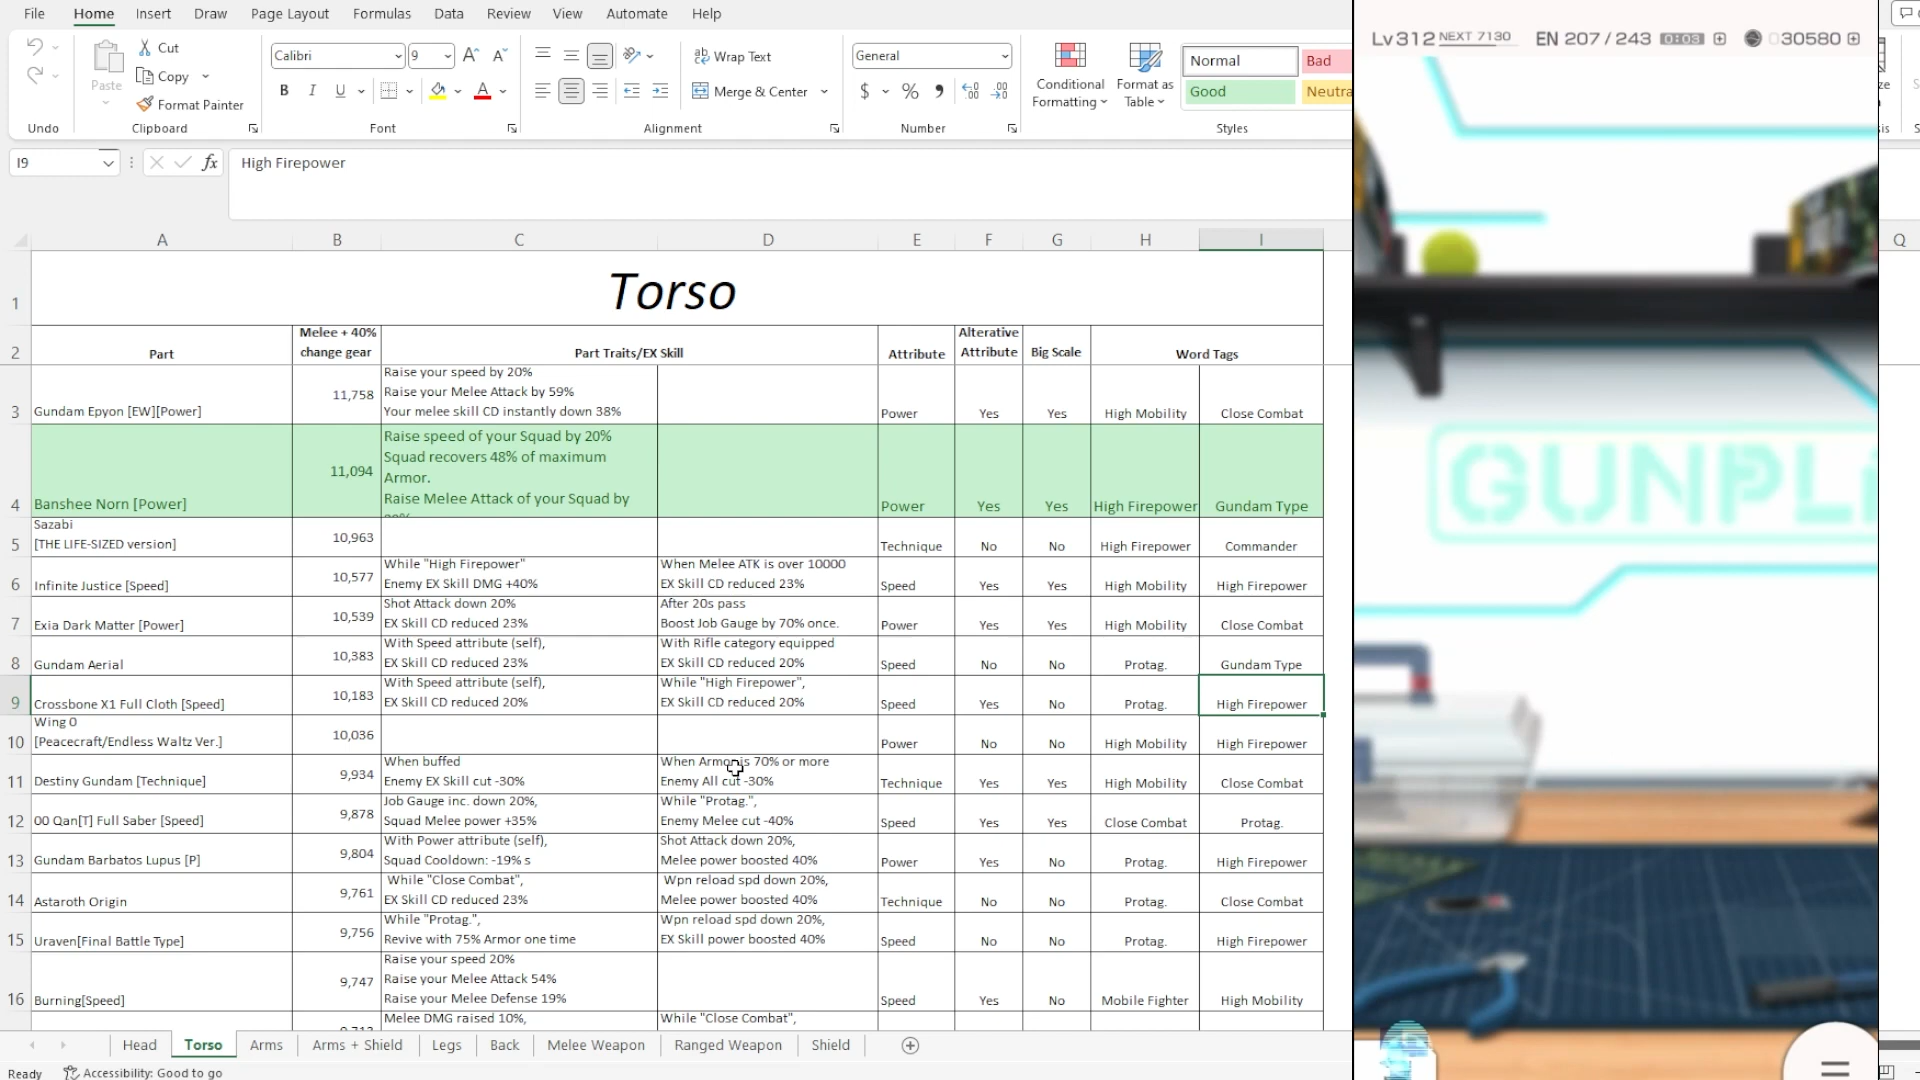 File Home Insert Draw Page Layout Formulas Data Review View Automate Help
Lv312 NEXT 7130 EN 207 / 243 0:03
Cut
Copy
Format Painter
Paste
Undo
Clipboard
Calibri 9
B I U
Font
Wrap Text
Merge & Center
Alignment
General
Number
Conditional Formatting
Format as Table
Normal Bad
Good Neutra
Styles
I9 fx High Firepower
A B C D E F G H I Q
1 Torso
2 Part Melee + 40% change gear Part Traits/EX Skill Attribute Alterative Attribute Big Scale Word Tags
3 Gundam Epyon [EW][Power] 11,758 Raise your speed by 20%
Raise your Melee Attack by 59%
Your melee skill CD instantly down 38% Power Yes Yes High Mobility Close Combat
4 Banshee Norn [Power] 11,094 Raise speed of your Squad by 20%
Squad recovers 48% of maximum
Armor.
Raise Melee Attack of your Squad by Power Yes Yes High Firepower Gundam Type
5 Sazabi
[THE LIFE-SIZED version] 10,963 Technique No No High Firepower Commander
6 Infinite Justice [Speed] 10,577 While "High Firepower"
Enemy EX Skill DMG +40% When Melee ATK is over 10000
EX Skill CD reduced 23% Speed Yes Yes High Mobility High Firepower
7 Exia Dark Matter [Power] 10,539 Shot Attack down 20%
EX Skill CD reduced 23% After 20s pass
Boost Job Gauge by 70% once. Power Yes Yes High Mobility Close Combat
8 Gundam Aerial 10,383 With Speed attribute (self),
EX Skill CD reduced 23% With Rifle category equipped
EX Skill CD reduced 20% Speed No No Protag. Gundam Type
9 Crossbone X1 Full Cloth [Speed] 10,183 With Speed attribute (self),
EX Skill CD reduced 20% While "High Firepower",
EX Skill CD reduced 20% Speed Yes No Protag. High Firepower
10 Wing 0
[Peacecraft/Endless Waltz Ver.] 10,036 Power No No High Mobility High Firepower
11 Destiny Gundam [Technique] 9,934 When buffed
Enemy EX Skill cut -30% When Armor is 70% or more
Enemy All cut -30% Technique Yes Yes High Mobility Close Combat
12 00 Qan[T] Full Saber [Speed] 9,878 Job Gauge inc. down 20%,
Squad Melee power +35% While "Protag.",
Enemy Melee cut -40% Speed Yes Yes Close Combat Protag.
13 Gundam Barbatos Lupus [P] 9,804 With Power attribute (self),
Squad Cooldown: -19% s Shot Attack down 20%,
Melee power boosted 40% Power Yes No Protag. High Firepower
14 Astaroth Origin 9,761 While "Close Combat",
EX Skill CD reduced 23% Wpn reload spd down 20%,
Melee power boosted 40% Technique No No Protag. Close Combat
15 Uraven[Final Battle Type] 9,756 While "Protag.",
Revive with 75% Armor one time Wpn reload spd down 20%,
EX Skill power boosted 40% Speed No No Protag. High Firepower
16 Burning[Speed] 9,747 Raise your speed 20%
Raise your Melee Attack 54%
Raise your Melee Defense 19% Speed Yes No Mobile Fighter High Mobility
Melee DMG raised 10%, While "Close Combat",
Head Torso Arms Arms + Shield Legs Back Melee Weapon Ranged Weapon Shield
Ready Accessibility: Good to go
GUNPL